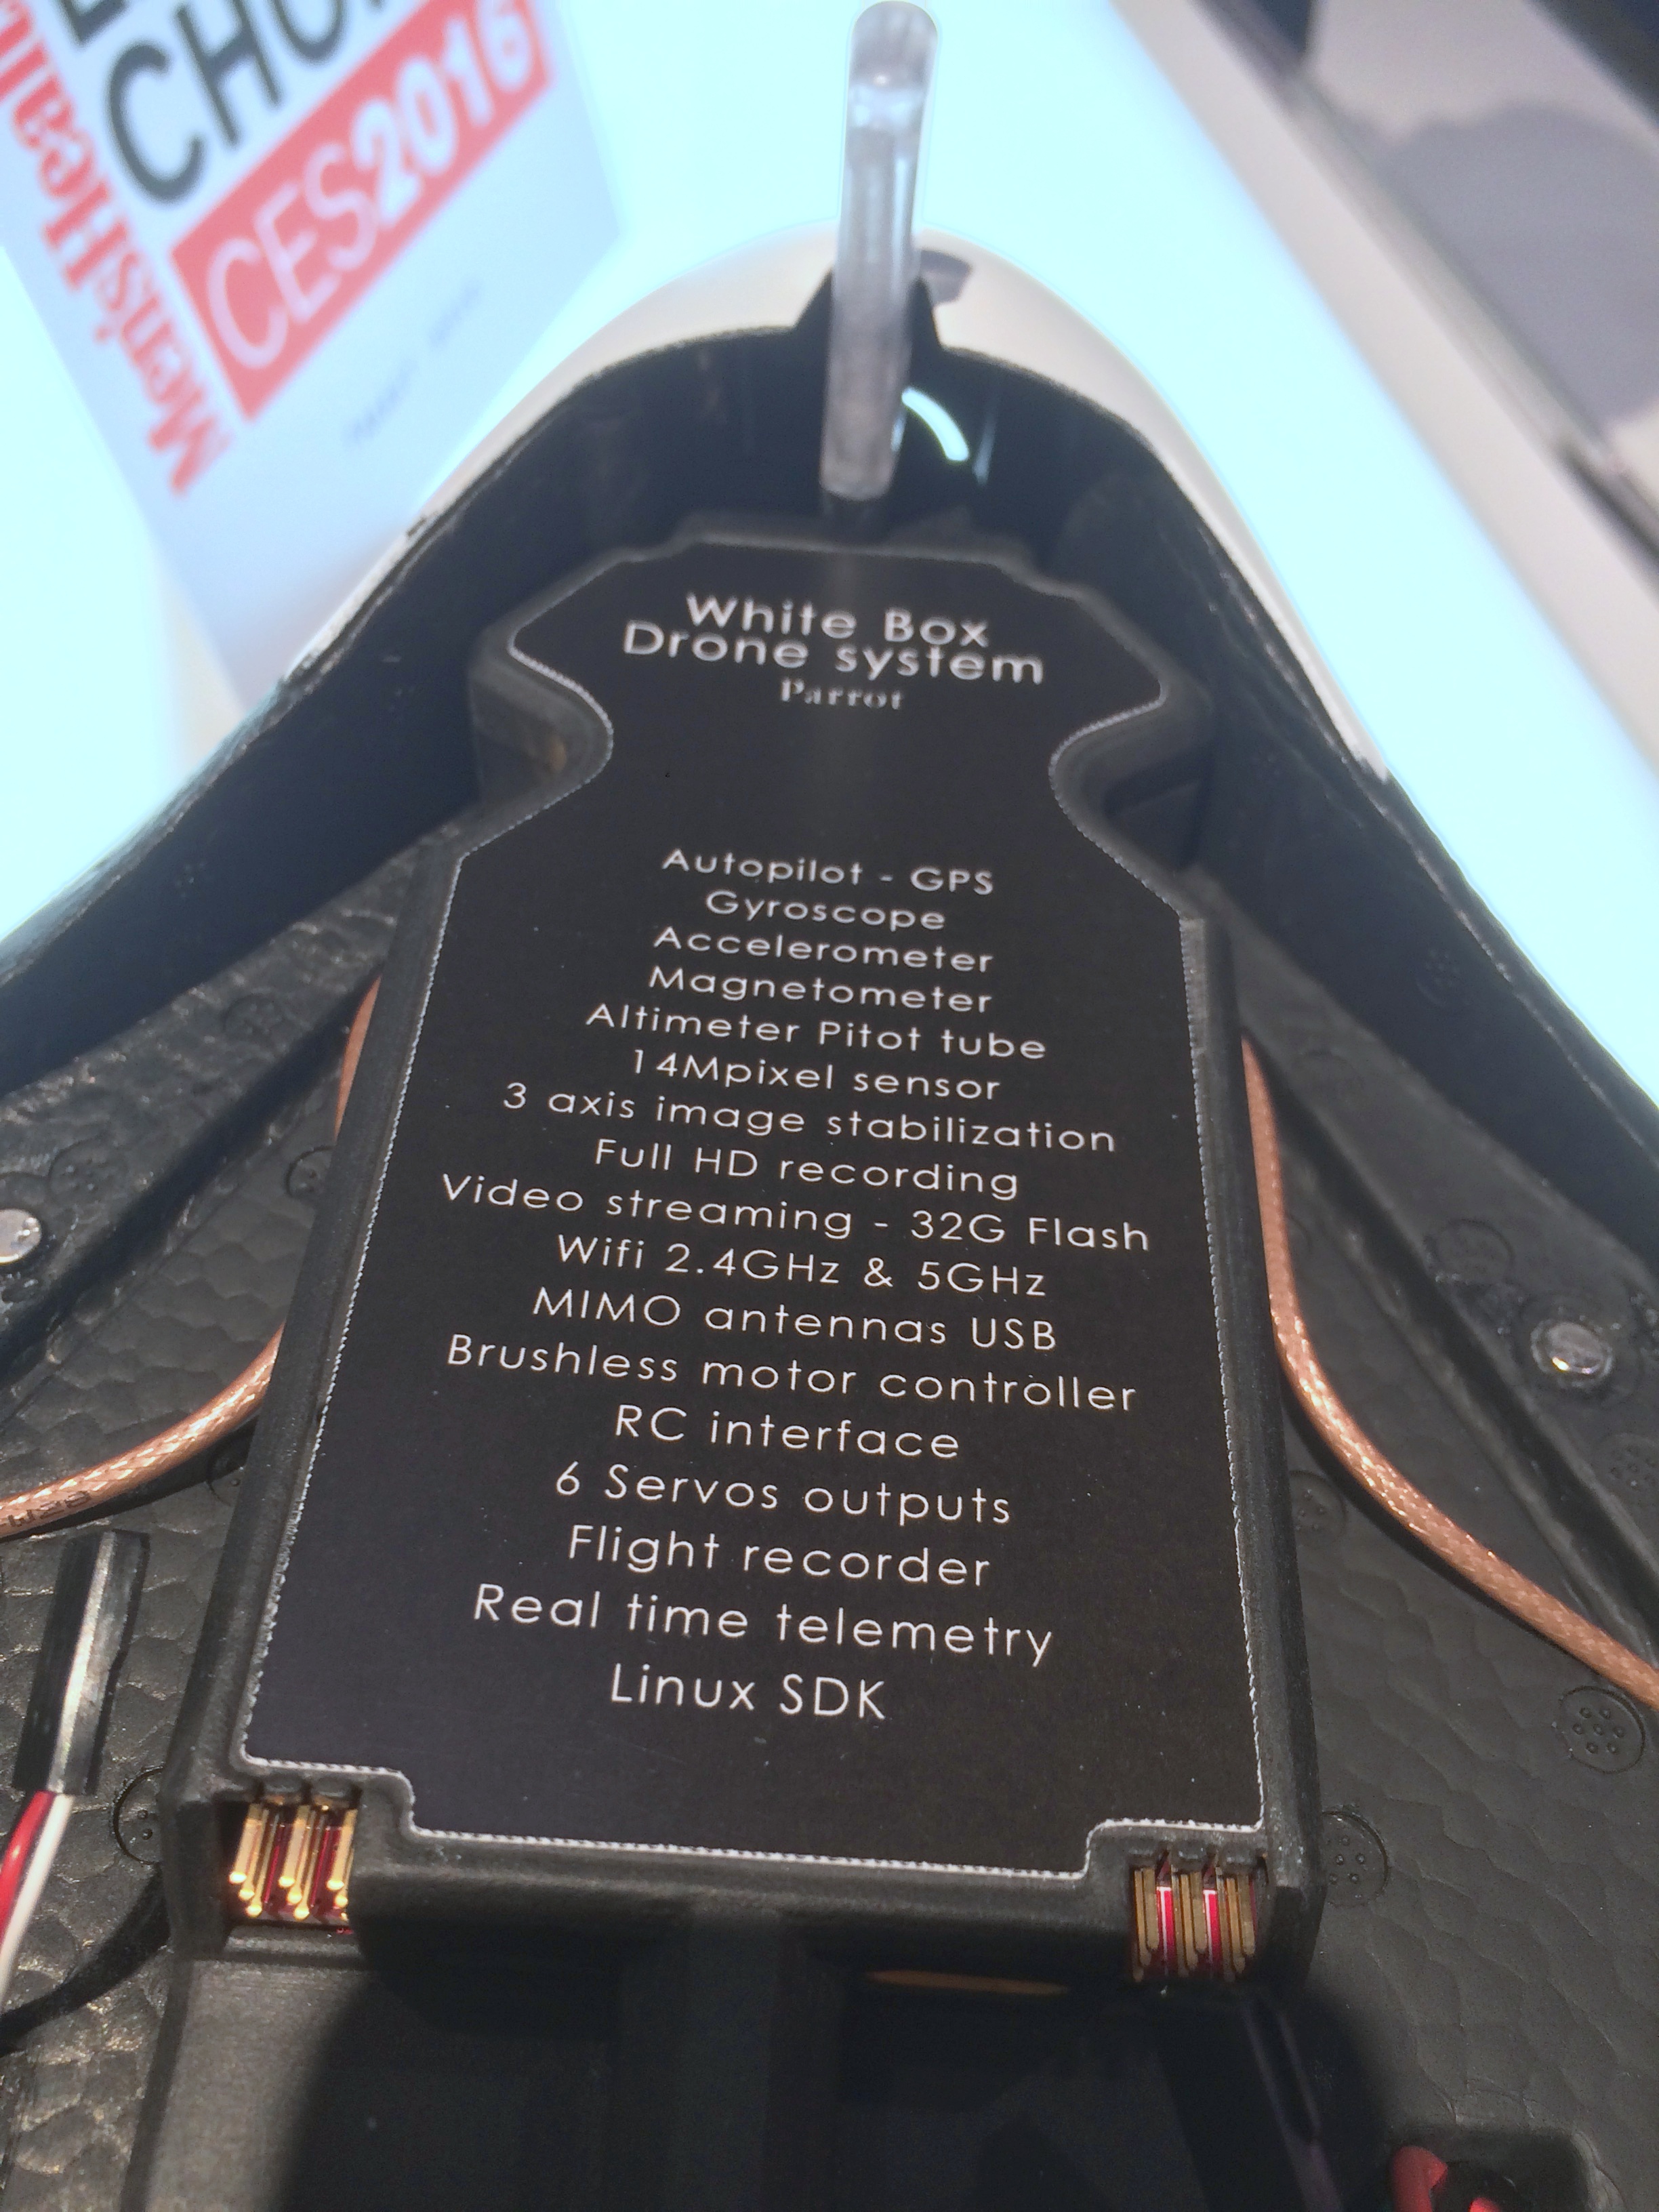 CES2016
Men'sHealth
White Box
Drone system
Parrot
Autopilot - GPS
Gyroscope
Accelerometer
Magnetometer
Altimeter Pitot tube
14Mpixel sensor
3 axis image stabilization
Full HD recording
Video streaming - 32G Flash
Wifi 2.4GHz & 5GHz
MIMO antennas USB
Brushless motor controller
RC interface
6 Servos outputs
Flight recorder
Real time telemetry
Linux SDK